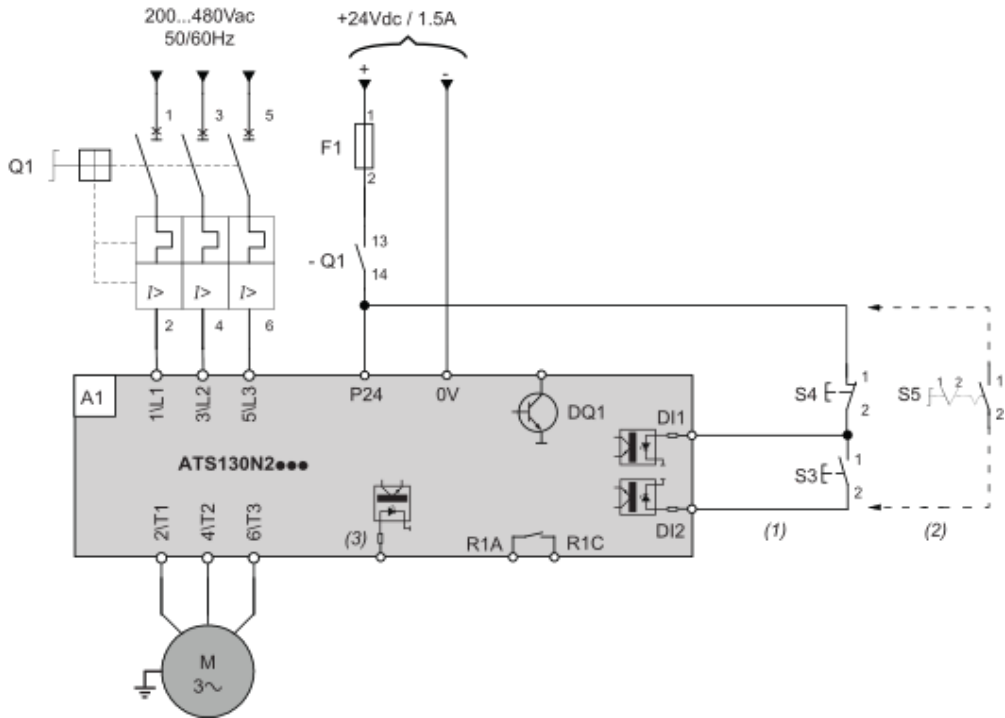 200...480Vac
50/60Hz
+24Vdc / 1.5A
+ -
1 3 5
1
F1
2
Q1
13
- Q1
14
I> I> I>
2 4 6
A1
1\L1 3\L2 5\L3
P24 0V
DQ1
DI1
ATS130N2●●●
DI2
2\T1 4\T2 6\T3
(3)
R1A R1C
S4
1
2
S3
1
2
(1)
S5
1 2
1
2
(2)
M
3~